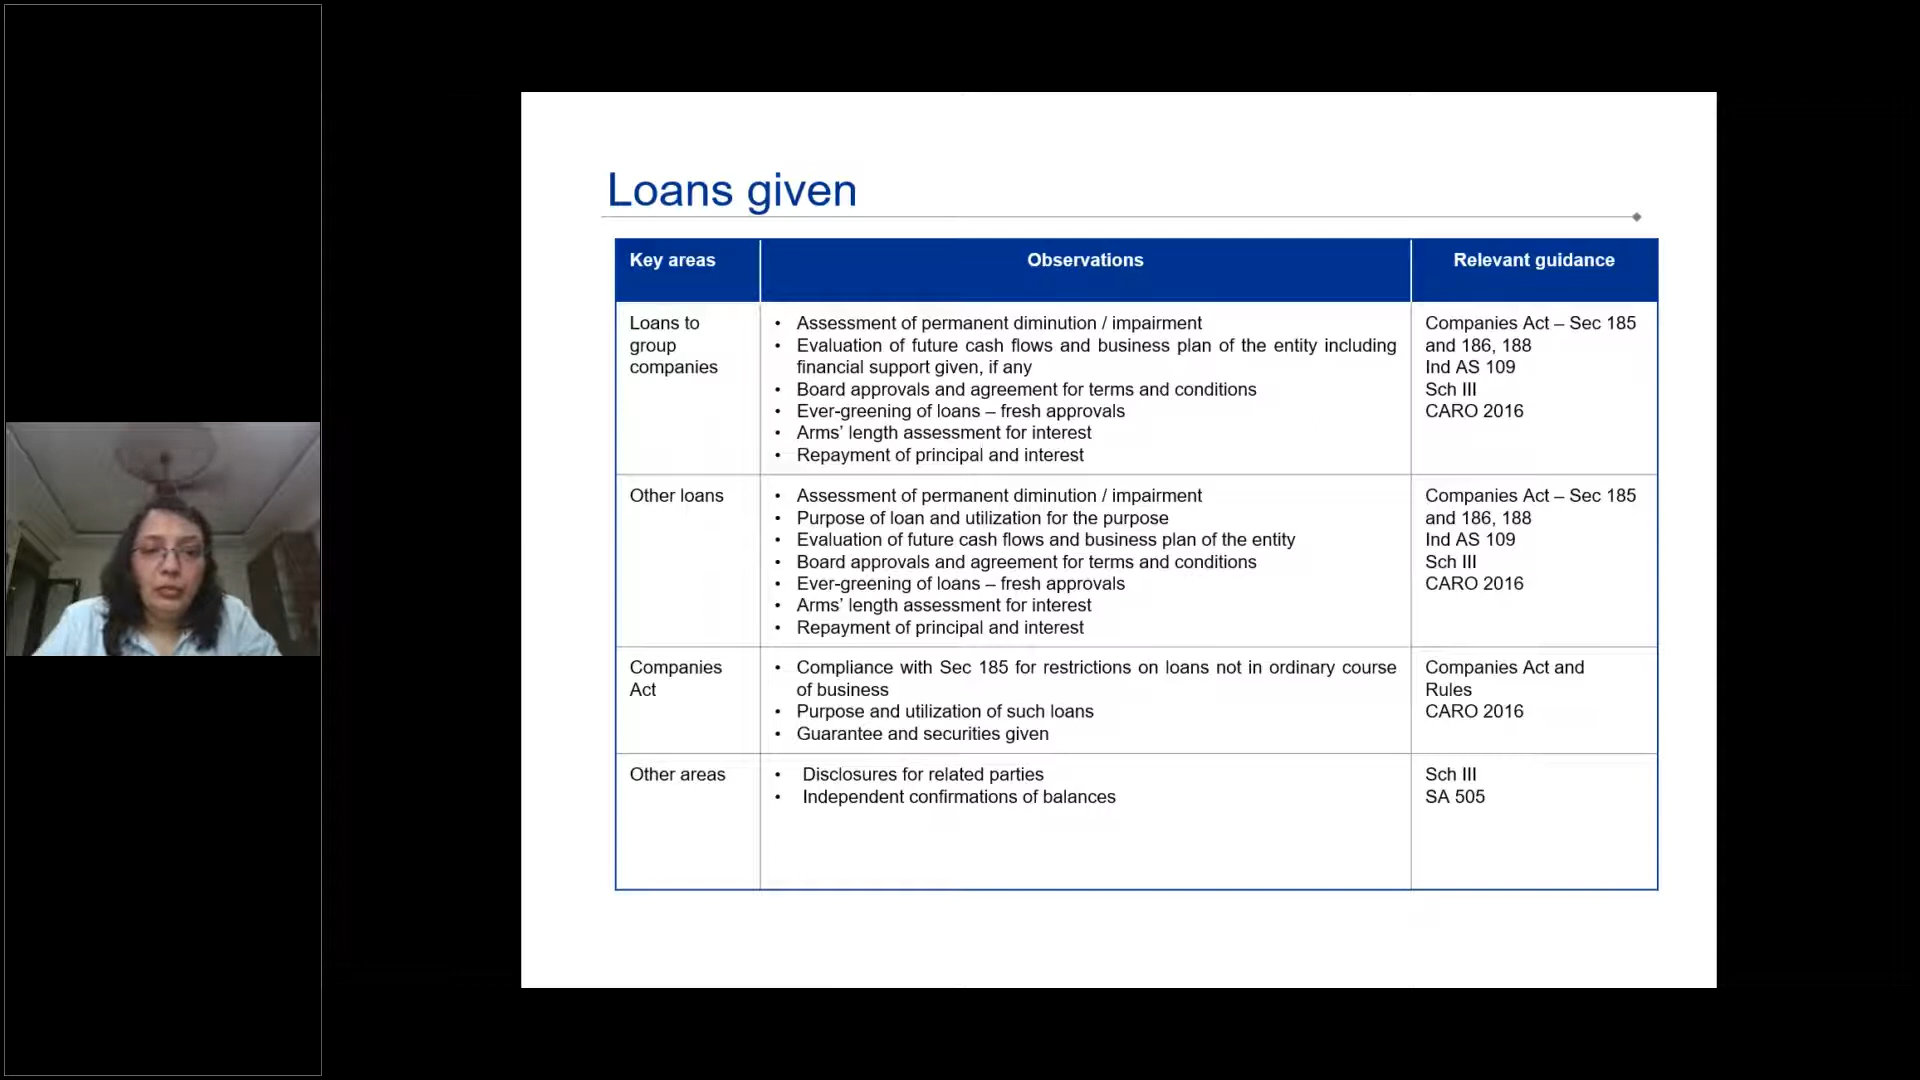 Loans given
Key areas
Observations
Relevant guidance
Loans to
group
companies
• Assessment of permanent diminution / impairment
• Evaluation of future cash flows and business plan of the entity including
financial support given, if any
• Board approvals and agreement for terms and conditions
• Ever-greening of loans – fresh approvals
• Arms’ length assessment for interest
• Repayment of principal and interest
Companies Act – Sec 185
and 186, 188
Ind AS 109
Sch III
CARO 2016
Other loans
• Assessment of permanent diminution / impairment
• Purpose of loan and utilization for the purpose
• Evaluation of future cash flows and business plan of the entity
• Board approvals and agreement for terms and conditions
• Ever-greening of loans – fresh approvals
• Arms’ length assessment for interest
• Repayment of principal and interest
Companies Act – Sec 185
and 186, 188
Ind AS 109
Sch III
CARO 2016
Companies
Act
• Compliance with Sec 185 for restrictions on loans not in ordinary course
of business
• Purpose and utilization of such loans
• Guarantee and securities given
Companies Act and
Rules
CARO 2016
Other areas
• Disclosures for related parties
• Independent confirmations of balances
Sch III
SA 505